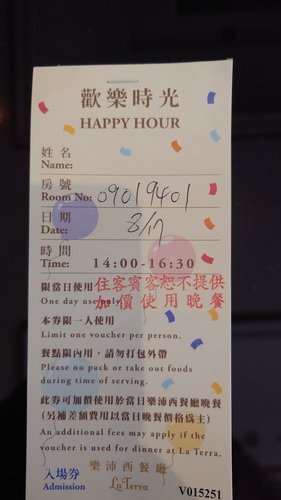 歡樂時光
HAPPY HOUR
姓名
Name:
房號
Room No: 09019401
日期
Date: 8/17
時間
Time: 14:00-16:30
限當日使用
One day use only.
住客賓客恕不提供
加價使用晚餐
本券限一人使用
Limit one voucher per person.
餐點限內用，請勿打包外帶
Please no pack or take out foods
during time of serving.
此券可加價使用於當日樂沛西餐廳晚餐
(另補差額費用以當日晚餐價格為主)
An additional fees may apply if the
voucher is used for dinner at La Terra.
入場券
Admission
樂沛西餐廳
La Terra
V015251